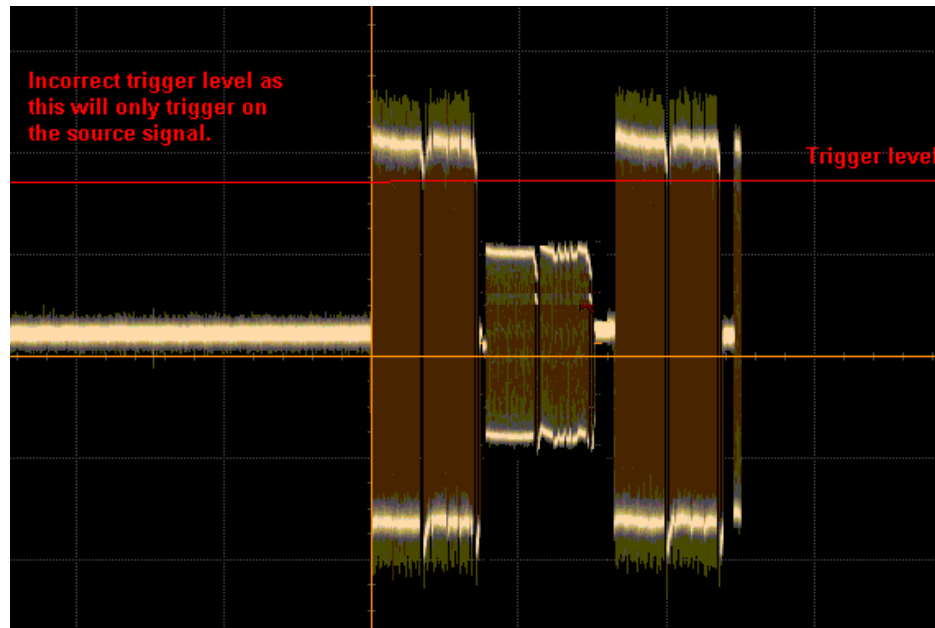 Incorrect trigger level as
this will only trigger on
the source signal.
Trigger level